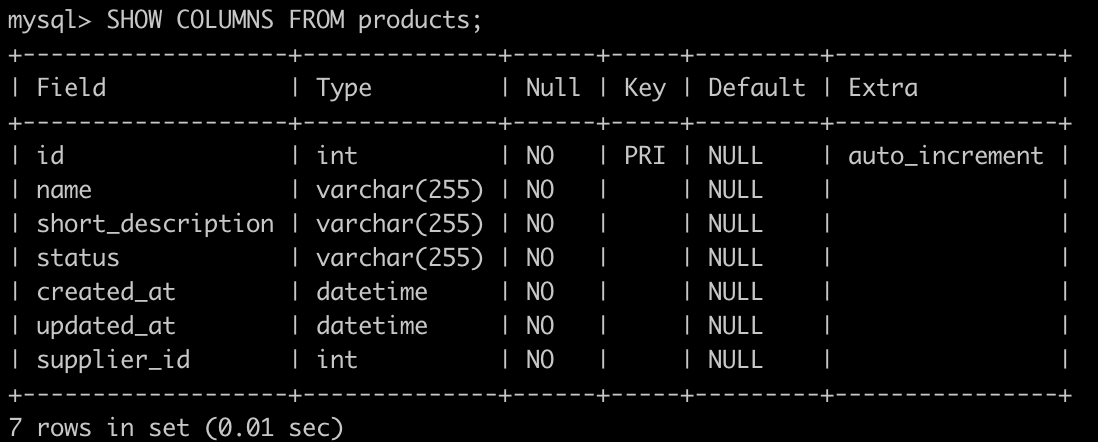 mysql> SHOW COLUMNS FROM products;
+-------------------+--------------+------+-----+---------+----------------+
| Field             | Type         | Null | Key | Default | Extra          |
+-------------------+--------------+------+-----+---------+----------------+
| id                | int          | NO   | PRI | NULL    | auto_increment |
| name              | varchar(255) | NO   |     | NULL    |                |
| short_description | varchar(255) | NO   |     | NULL    |                |
| status            | varchar(255) | NO   |     | NULL    |                |
| created_at        | datetime     | NO   |     | NULL    |                |
| updated_at        | datetime     | NO   |     | NULL    |                |
| supplier_id       | int          | NO   |     | NULL    |                |
+-------------------+--------------+------+-----+---------+----------------+
7 rows in set (0.01 sec)